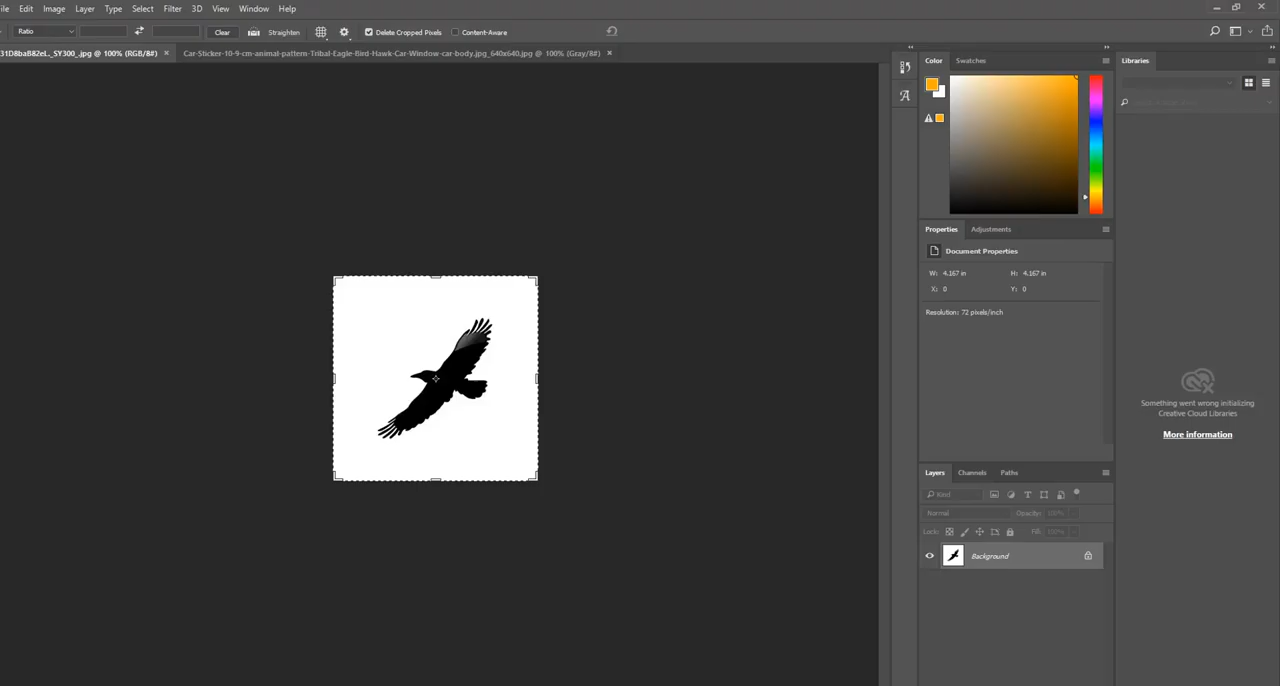 ile Edit Image Layer Type Select Filter 3D View Window Help
Ratio Clear Straighten Delete Cropped Pixels Content-Aware
31D8baB82eL._SY300_.jpg @ 100% (RGB/8#) × Car-Sticker-10-9-cm-animal-pattern-Tribal-Eagle-Bird-Hawk-Car-Window-car-body.jpg_640x640.jpg @ 100% (Gray/8#) ×
Color Swatches
Libraries
Properties Adjustments
Document Properties
W: 4.167 in H: 4.167 in
X: 0 Y: 0
Resolution: 72 pixels/inch
Something went wrong initializing
Creative Cloud Libraries
More information
Layers Channels Paths
Kind
Normal Opacity: 100%
Lock: Fill: 100%
Background